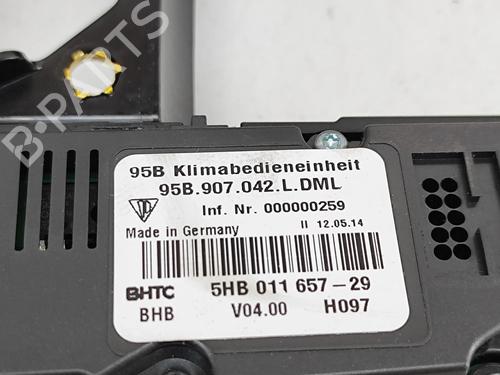 B-PARTS
95B Klimabedieneinheit
95B.907.042.L.DML
Inf. Nr. 000000259
Made in Germany II 12.05.14
BHTC 5HB 011 657-29
BHB V04.00 H097